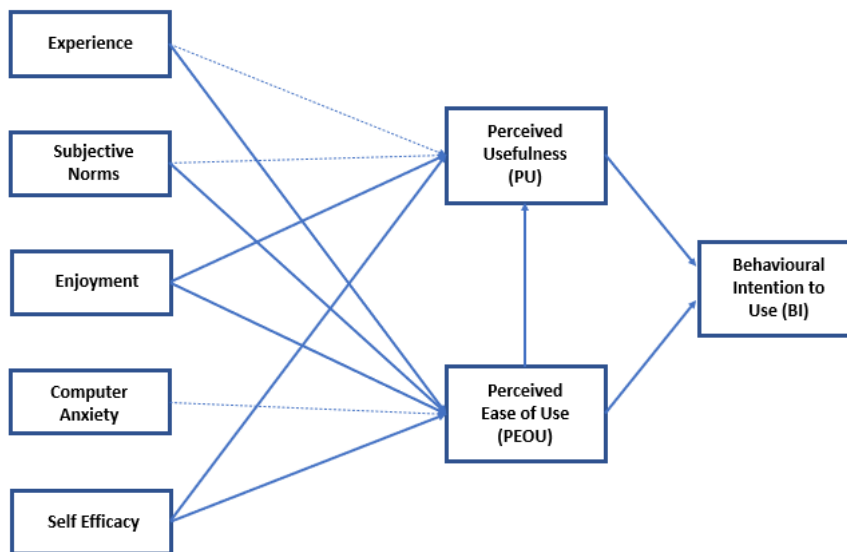 Experience
Subjective
Norms
Enjoyment
Computer
Anxiety
Self Efficacy
Perceived
Usefulness
(PU)
Perceived
Ease of Use
(PEOU)
Behavioural
Intention to
Use (BI)